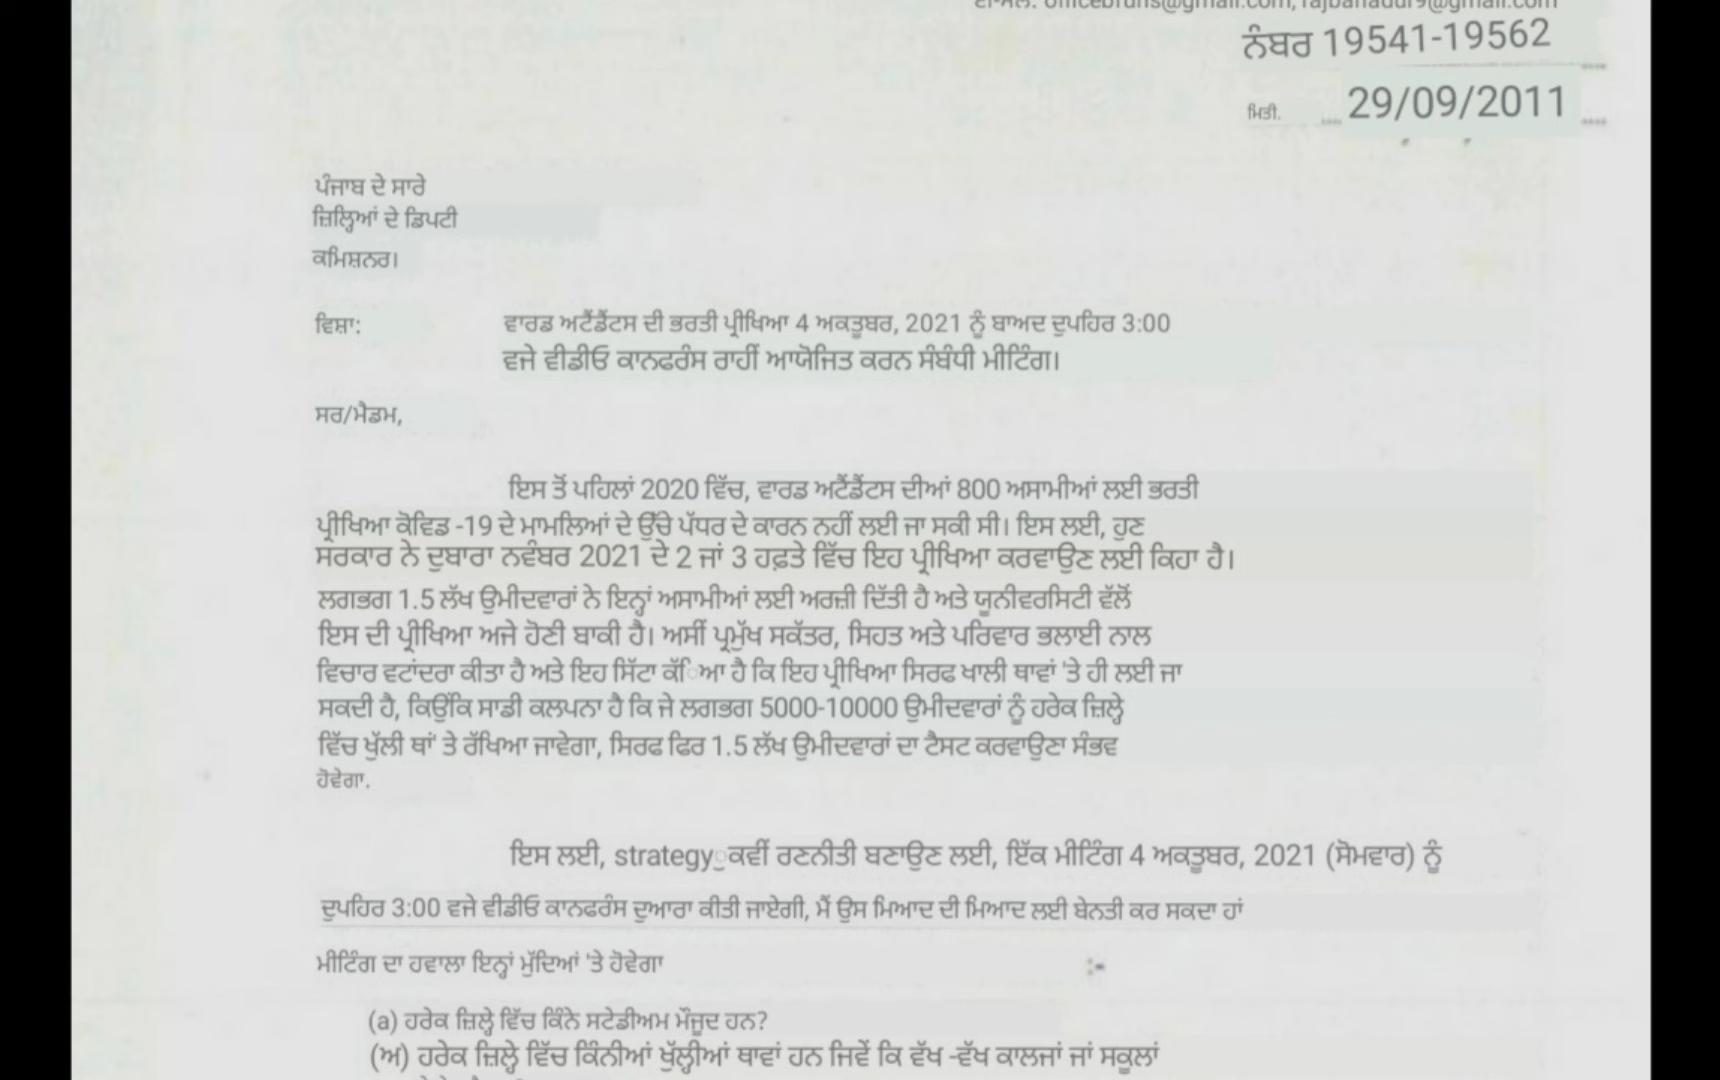 ਈ-ਮੇਲ: officebfuhs@gmail.com, rajbahadur9@gmail.com
ਨੰਬਰ 19541-19562
ਮਿਤੀ. .... 29/09/2011 ....
ਪੰਜਾਬ ਦੇ ਸਾਰੇ
ਜ਼ਿਲ੍ਹਿਆਂ ਦੇ ਡਿਪਟੀ
ਕਮਿਸ਼ਨਰ।
ਵਿਸ਼ਾ: ਵਾਰਡ ਅਟੈਂਡੈਂਟਸ ਦੀ ਭਰਤੀ ਪ੍ਰੀਖਿਆ 4 ਅਕਤੂਬਰ, 2021 ਨੂੰ ਬਾਅਦ ਦੁਪਹਿਰ 3:00
ਵਜੇ ਵੀਡੀਓ ਕਾਨਫਰੰਸ ਰਾਹੀਂ ਆਯੋਜਿਤ ਕਰਨ ਸੰਬੰਧੀ ਮੀਟਿੰਗ।
ਸਰ/ਮੈਡਮ,
ਇਸ ਤੋਂ ਪਹਿਲਾਂ 2020 ਵਿੱਚ, ਵਾਰਡ ਅਟੈਂਡੈਂਟਸ ਦੀਆਂ 800 ਅਸਾਮੀਆਂ ਲਈ ਭਰਤੀ
ਪ੍ਰੀਖਿਆ ਕੋਵਿਡ -19 ਦੇ ਮਾਮਲਿਆਂ ਦੇ ਉੱਚੇ ਪੱਧਰ ਦੇ ਕਾਰਨ ਨਹੀਂ ਲਈ ਜਾ ਸਕੀ ਸੀ। ਇਸ ਲਈ, ਹੁਣ
ਸਰਕਾਰ ਨੇ ਦੁਬਾਰਾ ਨਵੰਬਰ 2021 ਦੇ 2 ਜਾਂ 3 ਹਫ਼ਤੇ ਵਿੱਚ ਇਹ ਪ੍ਰੀਖਿਆ ਕਰਵਾਉਣ ਲਈ ਕਿਹਾ ਹੈ।
ਲਗਭਗ 1.5 ਲੱਖ ਉਮੀਦਵਾਰਾਂ ਨੇ ਇਨ੍ਹਾਂ ਅਸਾਮੀਆਂ ਲਈ ਅਰਜ਼ੀ ਦਿੱਤੀ ਹੈ ਅਤੇ ਯੂਨੀਵਰਸਿਟੀ ਵੱਲੋਂ
ਇਸ ਦੀ ਪ੍ਰੀਖਿਆ ਅਜੇ ਹੋਣੀ ਬਾਕੀ ਹੈ। ਅਸੀਂ ਪ੍ਰਮੁੱਖ ਸਕੱਤਰ, ਸਿਹਤ ਅਤੇ ਪਰਿਵਾਰ ਭਲਾਈ ਨਾਲ
ਵਿਚਾਰ ਵਟਾਂਦਰਾ ਕੀਤਾ ਹੈ ਅਤੇ ਇਹ ਸਿੱਟਾ ਕੱਿਆ ਹੈ ਕਿ ਇਹ ਪ੍ਰੀਖਿਆ ਸਿਰਫ ਖਾਲੀ ਥਾਵਾਂ 'ਤੇ ਹੀ ਲਈ ਜਾ
ਸਕਦੀ ਹੈ, ਕਿਉਂਕਿ ਸਾਡੀ ਕਲਪਨਾ ਹੈ ਕਿ ਜੇ ਲਗਭਗ 5000-10000 ਉਮੀਦਵਾਰਾਂ ਨੂੰ ਹਰੇਕ ਜ਼ਿਲ੍ਹੇ
ਵਿੱਚ ਖੁੱਲੀ ਥਾਂ' ਤੇ ਰੱਖਿਆ ਜਾਵੇਗਾ, ਸਿਰਫ ਫਿਰ 1.5 ਲੱਖ ਉਮੀਦਵਾਰਾਂ ਦਾ ਟੈਸਟ ਕਰਵਾਉਣਾ ਸੰਭਵ
ਹੋਵੇਗਾ.
ਇਸ ਲਈ, strategyੁਕਵੀਂ ਰਣਨੀਤੀ ਬਣਾਉਣ ਲਈ, ਇੱਕ ਮੀਟਿੰਗ 4 ਅਕਤੂਬਰ, 2021 (ਸੋਮਵਾਰ) ਨੂੰ
ਦੁਪਹਿਰ 3:00 ਵਜੇ ਵੀਡੀਓ ਕਾਨਫਰੰਸ ਦੁਆਰਾ ਕੀਤੀ ਜਾਏਗੀ, ਮੈਂ ਉਸ ਮਿਆਦ ਦੀ ਮਿਆਦ ਲਈ ਬੇਨਤੀ ਕਰ ਸਕਦਾ ਹਾਂ
ਮੀਟਿੰਗ ਦਾ ਹਵਾਲਾ ਇਨ੍ਹਾਂ ਮੁੱਦਿਆਂ 'ਤੇ ਹੋਵੇਗਾ :-
(a) ਹਰੇਕ ਜ਼ਿਲ੍ਹੇ ਵਿੱਚ ਕਿੰਨੇ ਸਟੇਡੀਅਮ ਮੌਜੂਦ ਹਨ?
(ਅ) ਹਰੇਕ ਜ਼ਿਲ੍ਹੇ ਵਿੱਚ ਕਿੰਨੀਆਂ ਖੁੱਲ੍ਹੀਆਂ ਥਾਵਾਂ ਹਨ ਜਿਵੇਂ ਕਿ ਵੱਖ -ਵੱਖ ਕਾਲਜਾਂ ਜਾਂ ਸਕੂਲਾਂ